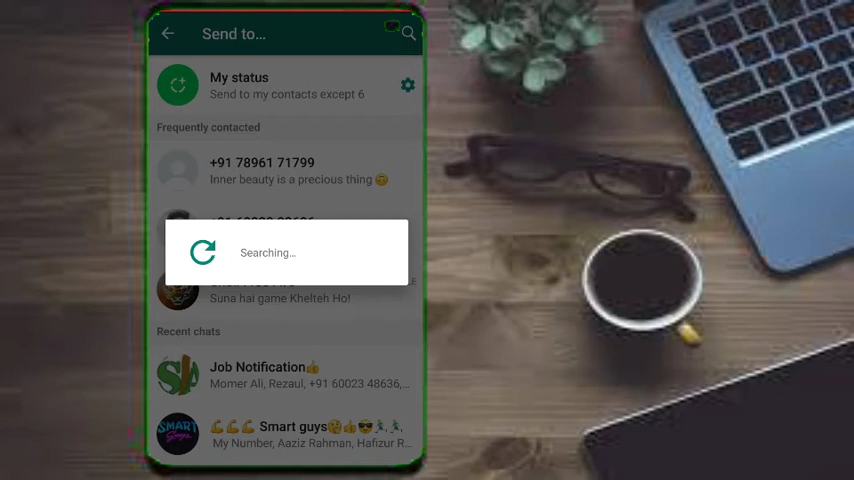 Send to...
My status
Send to my contacts except 6
Frequently contacted
+91 78961 71799
Inner beauty is a precious thing 🙃
Searching...
Suna hai game Khelteh Ho!
Recent chats
Job Notification👍
Momer Ali, Rezaul, +91 60023 48636,...
💪💪💪 Smart guys🤔👍😎🏃‍♂️🏃‍♂️
My Number, Aaziz Rahman, Hafizur R...
SMART
Guys